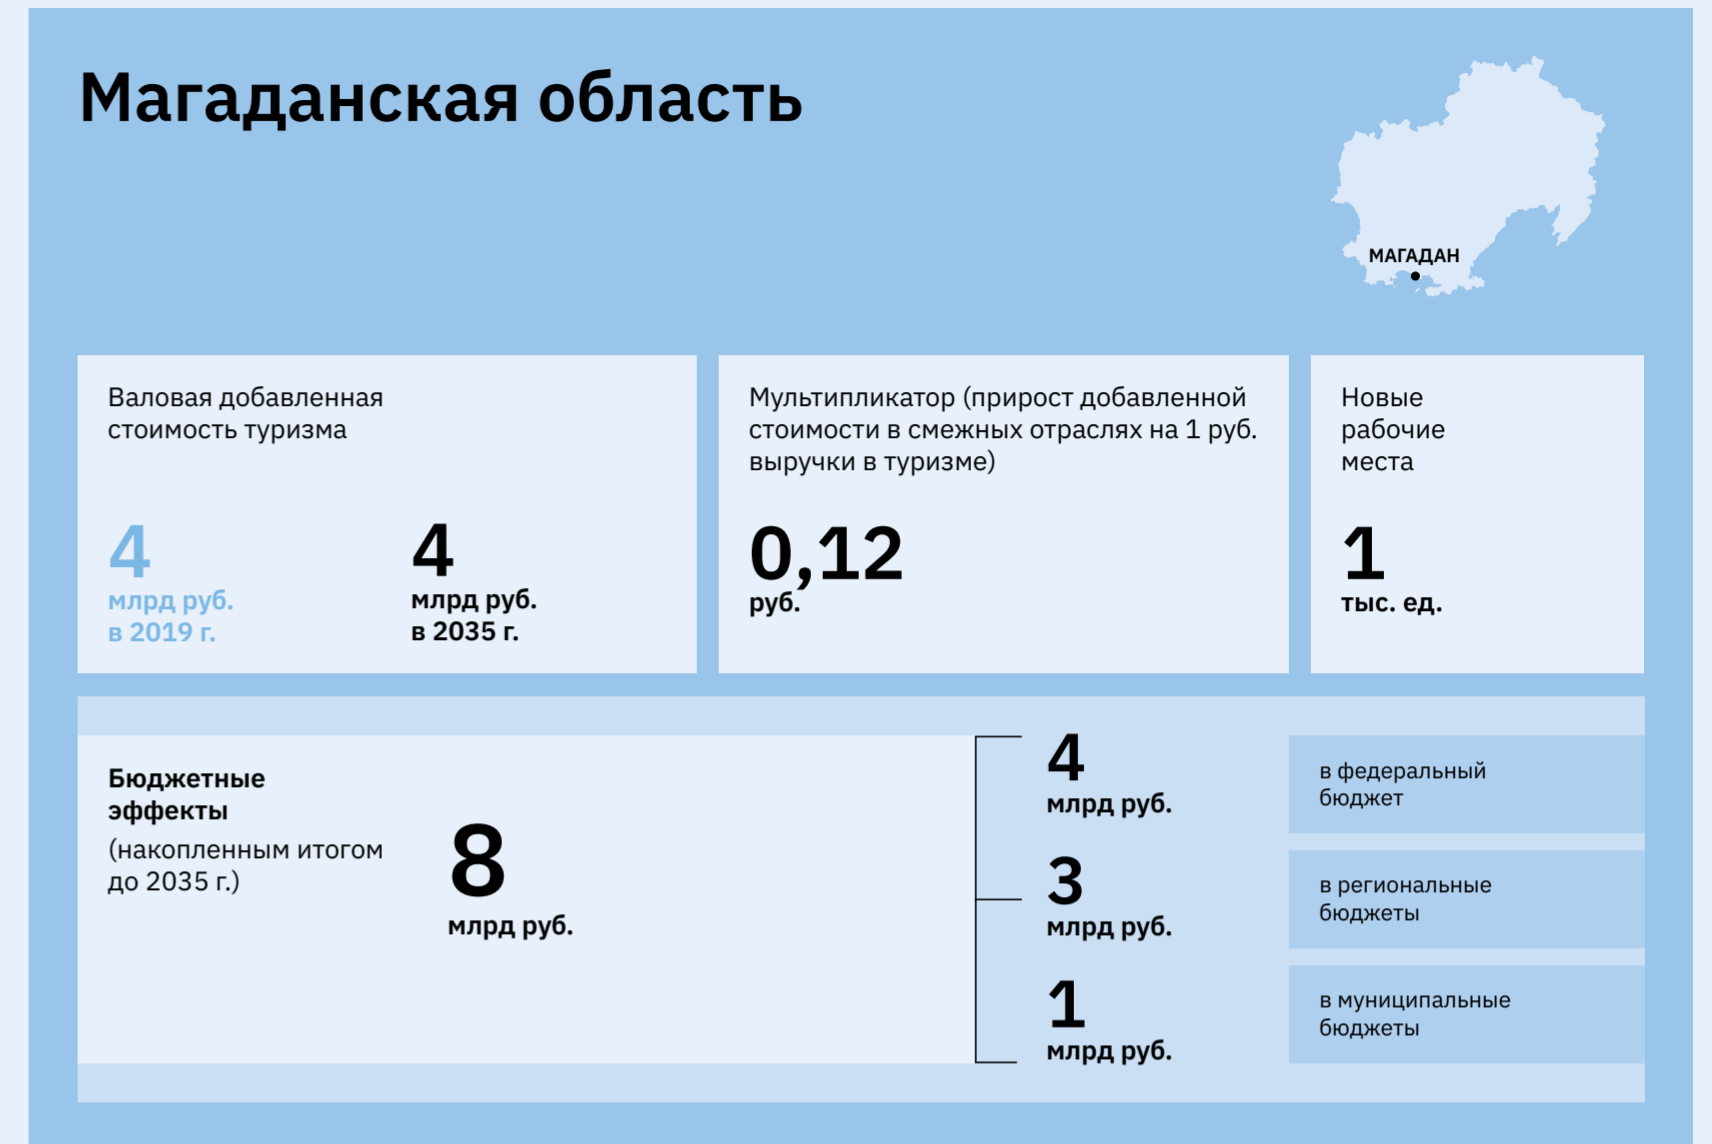 Магаданская область
МАГАДАН
Валовая добавленная
стоимость туризма
4
млрд руб.
в 2019 г.
4
млрд руб.
в 2035 г.
Мультипликатор (прирост добавленной
стоимости в смежных отраслях на 1 руб.
выручки в туризме)
0,12
руб.
Новые
рабочие
места
1
тыс. ед.
Бюджетные
эффекты
(накопленным итогом
до 2035 г.)
8
млрд руб.
4
млрд руб.
в федеральный
бюджет
3
млрд руб.
в региональные
бюджеты
1
млрд руб.
в муниципальные
бюджеты